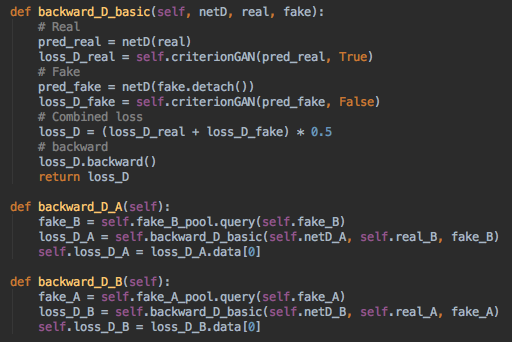 def backward_D_basic(self, netD, real, fake):
    # Real
    pred_real = netD(real)
    loss_D_real = self.criterionGAN(pred_real, True)
    # Fake
    pred_fake = netD(fake.detach())
    loss_D_fake = self.criterionGAN(pred_fake, False)
    # Combined loss
    loss_D = (loss_D_real + loss_D_fake) * 0.5
    # backward
    loss_D.backward()
    return loss_D

def backward_D_A(self):
    fake_B = self.fake_B_pool.query(self.fake_B)
    loss_D_A = self.backward_D_basic(self.netD_A, self.real_B, fake_B)
    self.loss_D_A = loss_D_A.data[0]

def backward_D_B(self):
    fake_A = self.fake_A_pool.query(self.fake_A)
    loss_D_B = self.backward_D_basic(self.netD_B, self.real_A, fake_A)
    self.loss_D_B = loss_D_B.data[0]